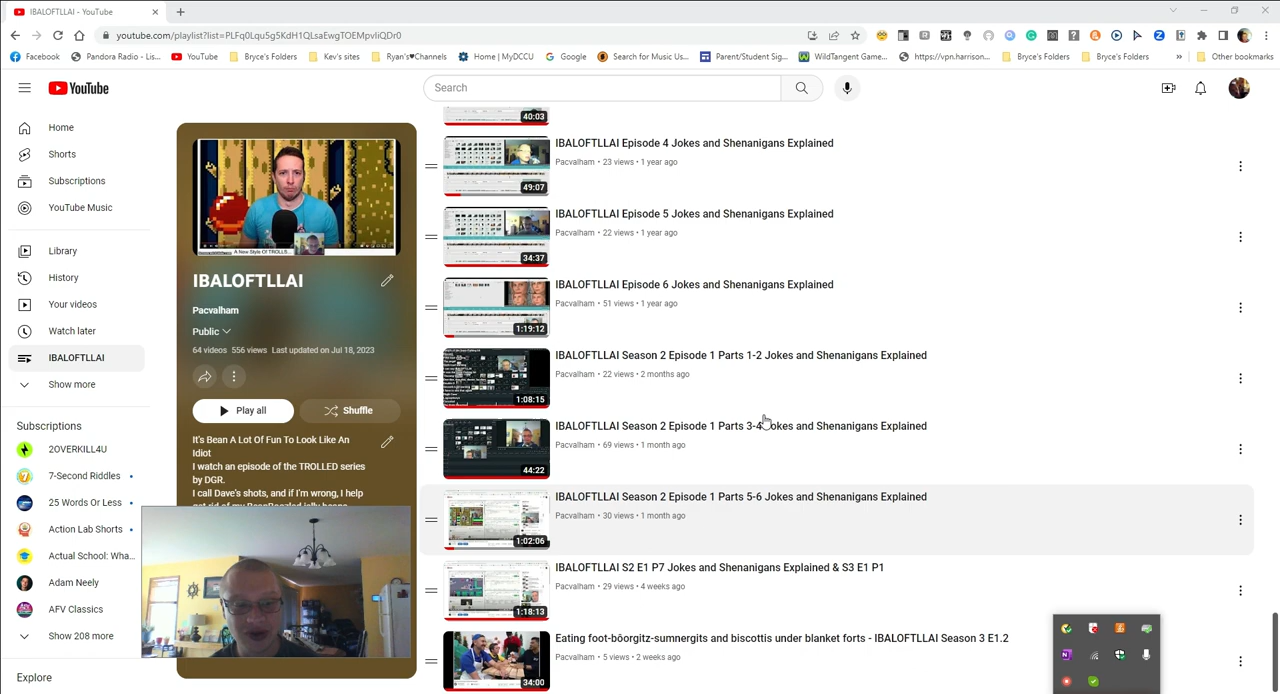 IBALOFTLLAI - YouTube
youtube.com/playlist?list=PLFq0Lqu5g5KdH1QLsaEwgTOEMpvIiQDr0
Facebook
Pandora Radio - Lis...
YouTube
Bryce's Folders
Kev's sites
Ryan's♥Channels
Home | MyDCCU
Google
Search for Music Us...
Parent/Student Sig...
WildTangent Game...
https://vpn.harrison...
Bryce's Folders
Bryce's Folders
»
Other bookmarks
YouTube
Search
Home
Shorts
Subscriptions
YouTube Music
Library
History
Your videos
Watch later
IBALOFTLLAI
Show more
Subscriptions
2OVERKILL4U
7-Second Riddles
25 Words Or Less
Action Lab Shorts
Actual School: Wha...
Adam Neely
AFV Classics
Show 208 more
Explore
A New Style Of TROLLS...
IBALOFTLLAI
Pacvalham
Public
64 videos 556 views Last updated on Jul 18, 2023
Play all
Shuffle
It's Bean A Lot Of Fun To Look Like An
Idiot
I watch an episode of the TROLLED series
by DGR.
I call Dave's shots, and if I'm wrong, I help
40:03
IBALOFTLLAI Episode 4 Jokes and Shenanigans Explained
Pacvalham • 23 views • 1 year ago
49:07
IBALOFTLLAI Episode 5 Jokes and Shenanigans Explained
Pacvalham • 22 views • 1 year ago
34:37
IBALOFTLLAI Episode 6 Jokes and Shenanigans Explained
Pacvalham • 51 views • 1 year ago
1:19:12
IBALOFTLLAI Season 2 Episode 1 Parts 1-2 Jokes and Shenanigans Explained
Pacvalham • 22 views • 2 months ago
1:08:15
IBALOFTLLAI Season 2 Episode 1 Parts 3-4 Jokes and Shenanigans Explained
Pacvalham • 69 views • 1 month ago
44:22
IBALOFTLLAI Season 2 Episode 1 Parts 5-6 Jokes and Shenanigans Explained
Pacvalham • 30 views • 1 month ago
1:02:06
IBALOFTLLAI S2 E1 P7 Jokes and Shenanigans Explained & S3 E1 P1
Pacvalham • 29 views • 4 weeks ago
1:18:13
Eating foot-bôorgitz-sumnergits and biscottis under blanket forts - IBALOFTLLAI Season 3 E1.2
Pacvalham • 5 views • 2 weeks ago
34:00